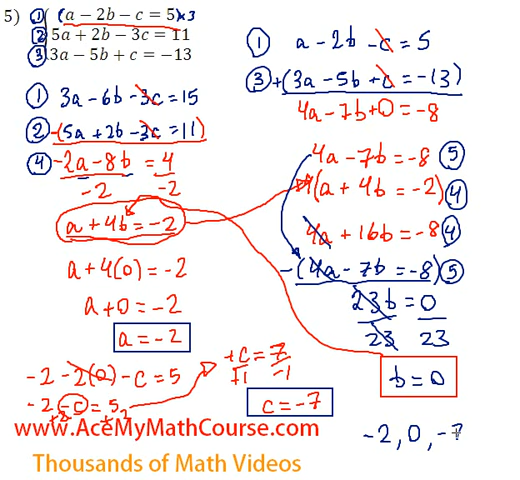 5) ① (a − 2b − c = 5)×3
② 5a + 2b − 3c = 11
③ 3a − 5b + c = −13
① 3a − 6b − 3c = 15
② −(5a + 2b − 3c = 11)
④ −2a − 8b = 4
−2 −2
a + 4b = −2
a + 4(0) = −2
a + 0 = −2
a = −2
−2 − 2(0) − c = 5
−2 − c = 5
+2 +2
① a − 2b − c = 5
③ +(3a − 5b + c = −13)
4a − 7b + 0 = −8
4a − 7b = −8 ⑤
4(a + 4b = −2) ④
4a + 16b = −8 ④
−(4a − 7b = −8) ⑤
23b = 0
23 23
b = 0
+c = 7
+1 −1
c = −7
−2, 0, −7
www.AceMyMathCourse.com
Thousands of Math Videos